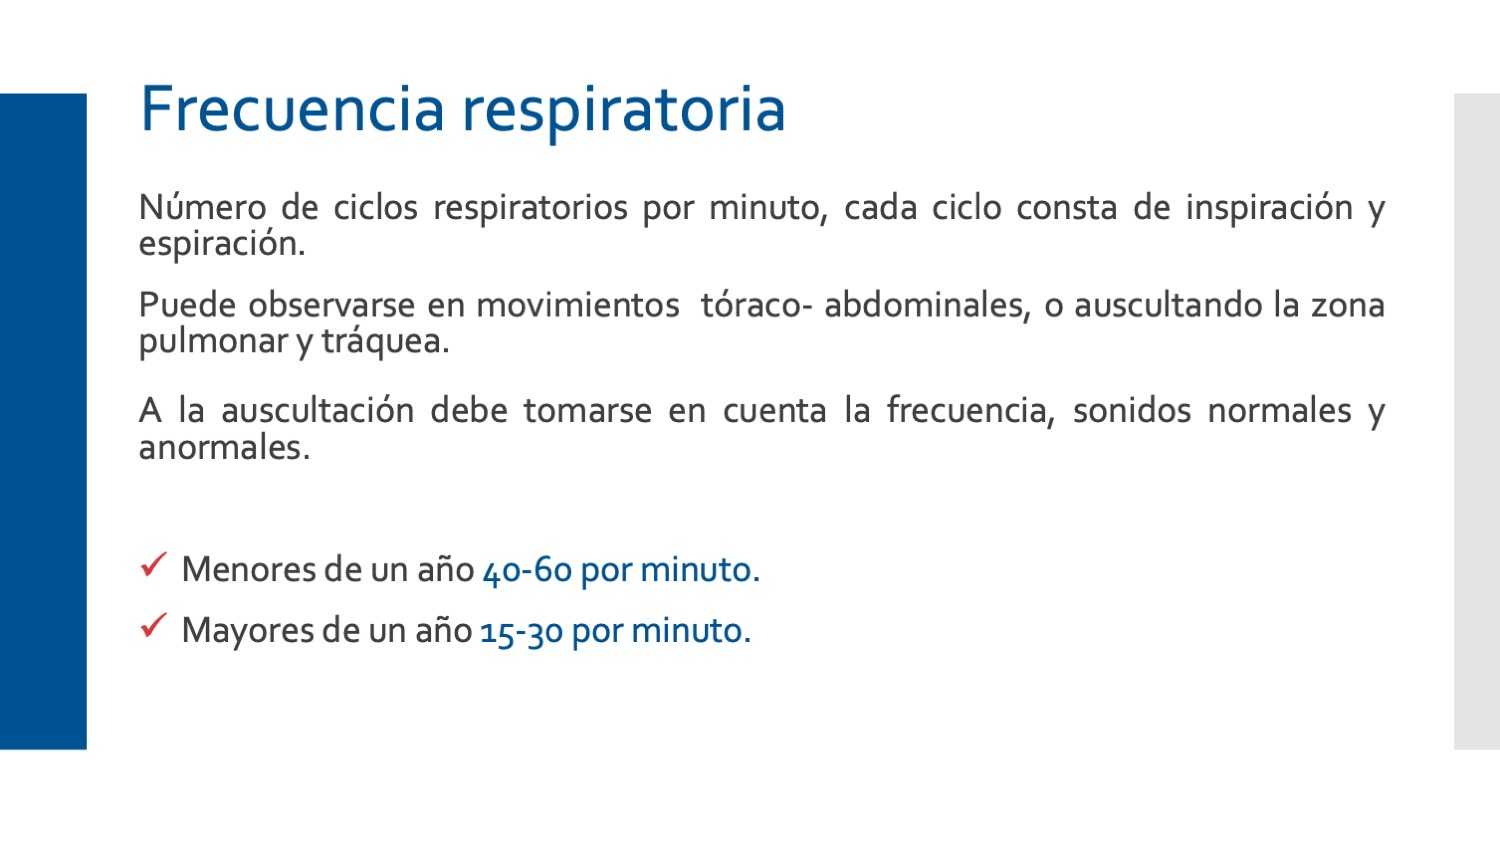 Frecuencia respiratoria
Número de ciclos respiratorios por minuto, cada ciclo consta de inspiración y
espiración.
Puede observarse en movimientos  tóraco- abdominales, o auscultando la zona
pulmonar y tráquea.
A la auscultación debe tomarse en cuenta la frecuencia, sonidos normales y
anormales.
✓ Menores de un año 40-60 por minuto.
✓ Mayores de un año 15-30 por minuto.